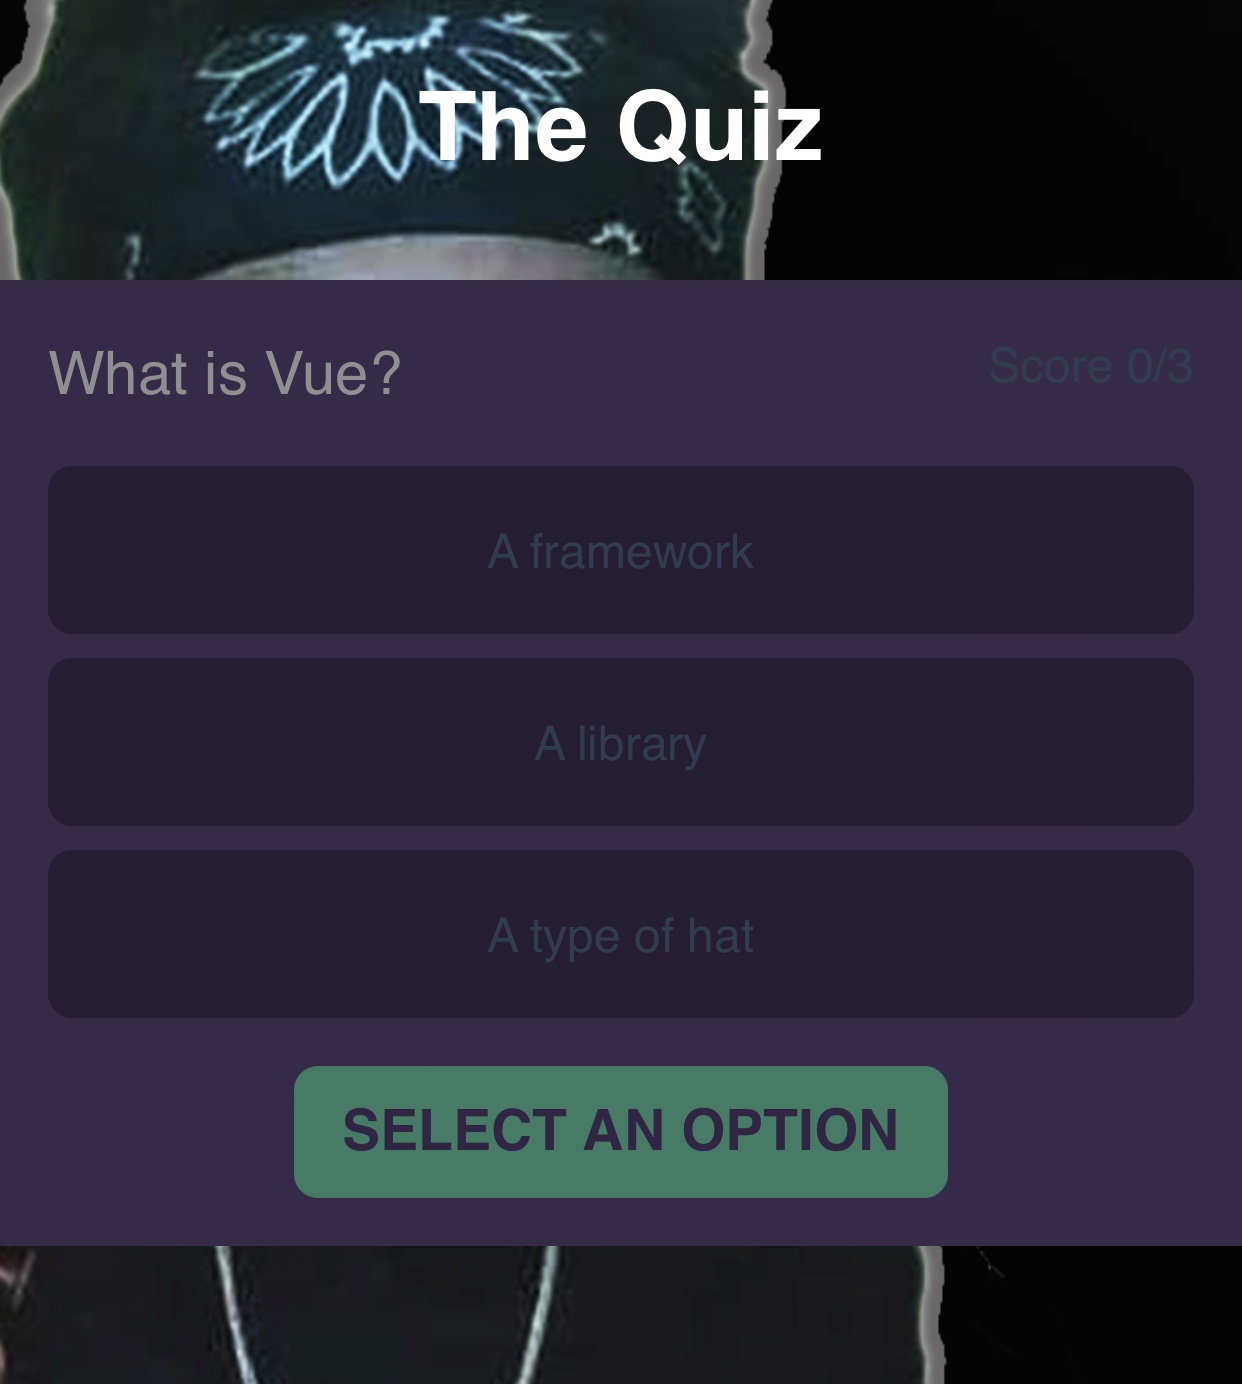 The Quiz
What is Vue?
Score 0/3
A framework
A library
A type of hat
SELECT AN OPTION